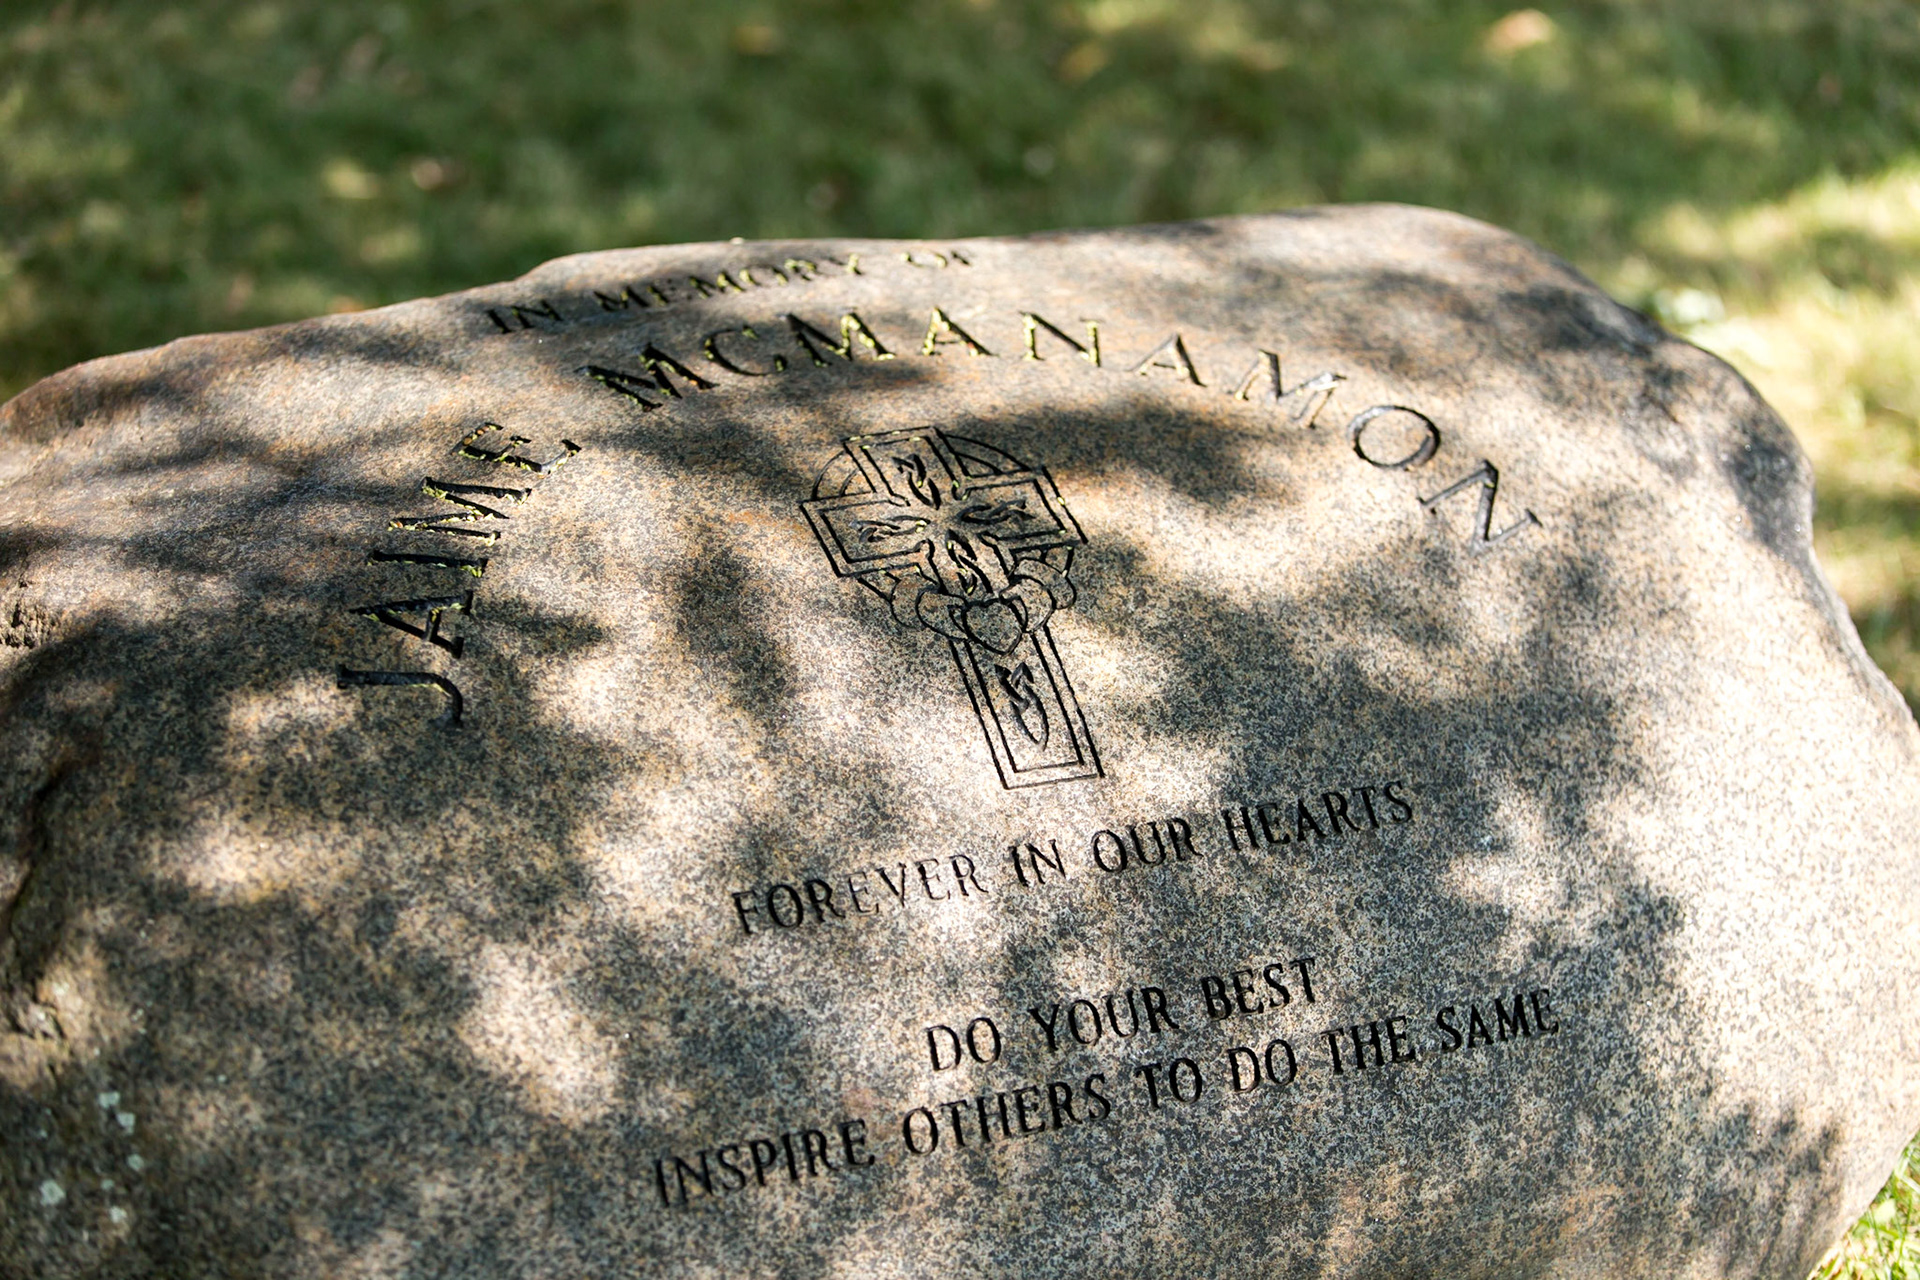 IN MEMORY OF
JAIME MCMANAMON
FOREVER IN OUR HEARTS
DO YOUR BEST
INSPIRE OTHERS TO DO THE SAME